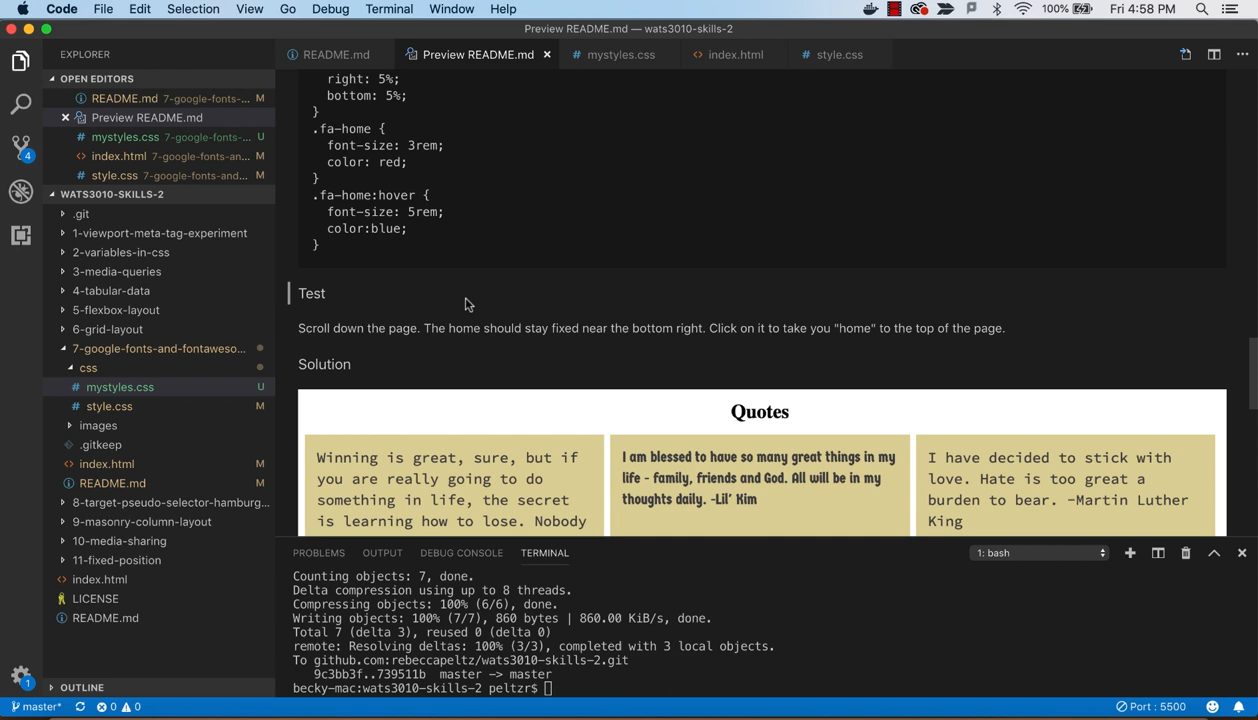 Code File Edit Selection View Go Debug Terminal Window Help 100% Fri 4:58 PM
Preview README.md — wats3010-skills-2
EXPLORER
README.md
Preview README.md
mystyles.css
index.html
style.css
OPEN EDITORS
README.md 7-google-fonts-... M
Preview README.md
mystyles.css 7-google-fonts-... U
index.html 7-google-fonts-an... M
style.css 7-google-fonts-and... M
WATS3010-SKILLS-2
.git
1-viewport-meta-tag-experiment
2-variables-in-css
3-media-queries
4-tabular-data
5-flexbox-layout
6-grid-layout
7-google-fonts-and-fontaweso...
css
mystyles.css U
style.css M
images
.gitkeep
index.html M
README.md M
8-target-pseudo-selector-hamburg...
9-masonry-column-layout
10-media-sharing
11-fixed-position
index.html
LICENSE
README.md
OUTLINE
4
1
right: 5%;
bottom: 5%;
}
.fa-home {
font-size: 3rem;
color: red;
}
.fa-home:hover {
font-size: 5rem;
color:blue;
}
Test
Scroll down the page. The home should stay fixed near the bottom right. Click on it to take you "home" to the top of the page.
Solution
Quotes
Winning is great, sure, but if
you are really going to do
something in life, the secret
is learning how to lose. Nobody
I am blessed to have so many great things in my
life - family, friends and God. All will be in my
thoughts daily. -Lil' Kim
I have decided to stick with
love. Hate is too great a
burden to bear. -Martin Luther
King
PROBLEMS OUTPUT DEBUG CONSOLE TERMINAL 1: bash
Counting objects: 7, done.
Delta compression using up to 8 threads.
Compressing objects: 100% (6/6), done.
Writing objects: 100% (7/7), 860 bytes | 860.00 KiB/s, done.
Total 7 (delta 3), reused 0 (delta 0)
remote: Resolving deltas: 100% (3/3), completed with 3 local objects.
To github.com:rebeccapeltz/wats3010-skills-2.git
9c3bb3f..739511b master -> master
becky-mac:wats3010-skills-2 peltzr$
master* 0 0 Port : 5500